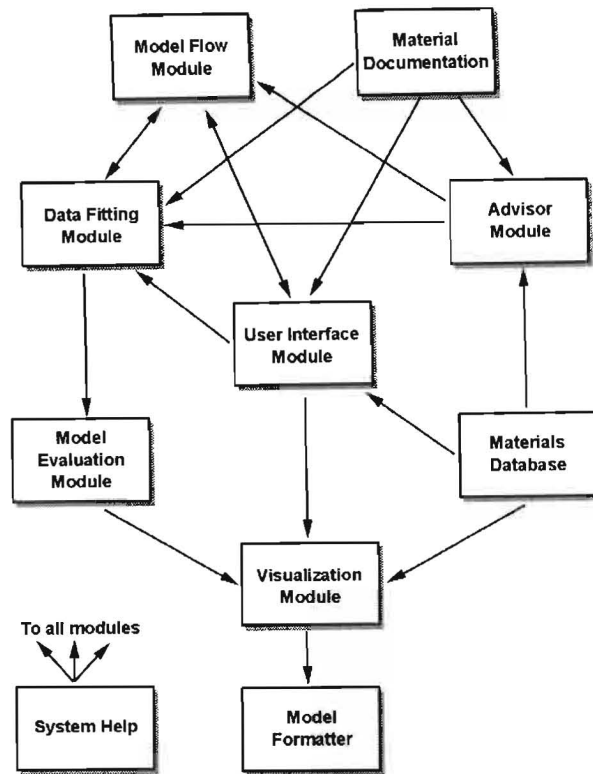 Model Flow
Module
Material
Documentation
Data Fitting
Module
Advisor
Module
User Interface
Module
Model
Evaluation
Module
Materials
Database
Visualization
Module
To all modules
System Help
Model
Formatter